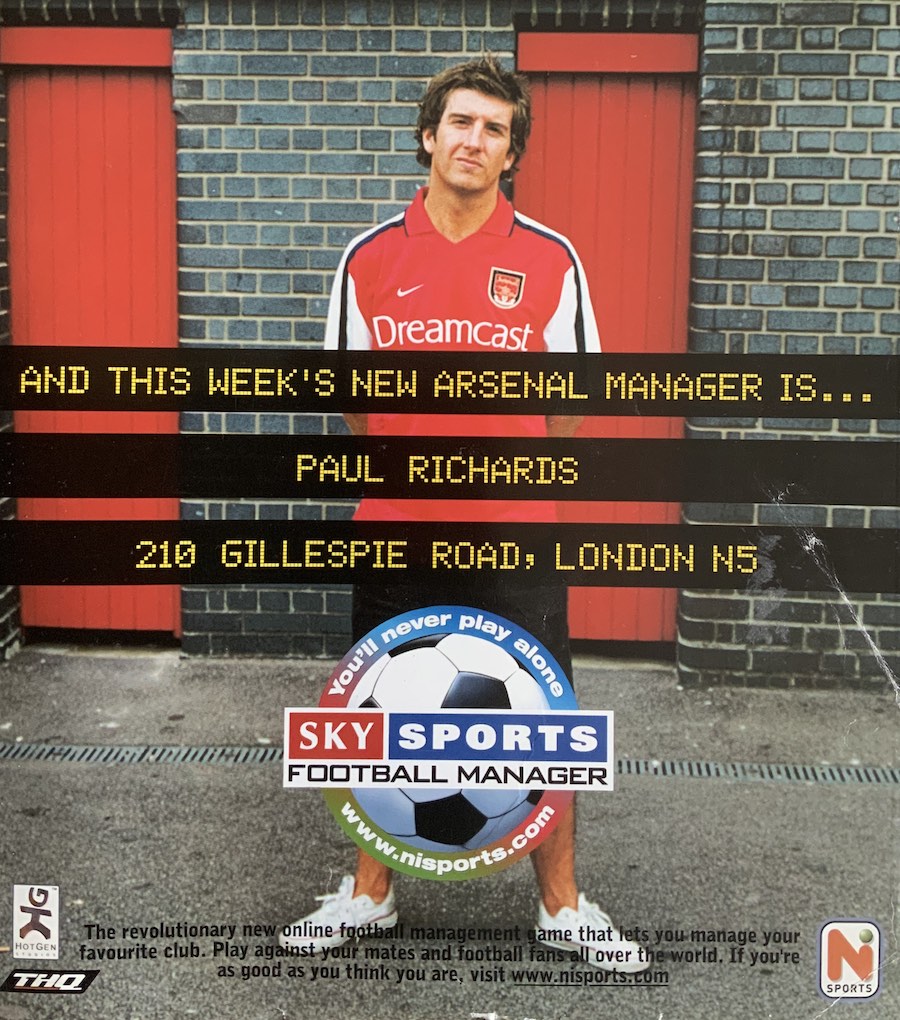 Dreamcast
AND THIS WEEK'S NEW ARSENAL MANAGER IS...
PAUL RICHARDS
210 GILLESPIE ROAD, LONDON N5
You'll never play alone
SKY SPORTS
FOOTBALL MANAGER
www.nisports.com
HOTGEN
STUDIOS
THQ
The revolutionary new online football management game that lets you manage your
favourite club. Play against your mates and football fans all over the world. If you're
as good as you think you are, visit www.nisports.com
N
SPORTS